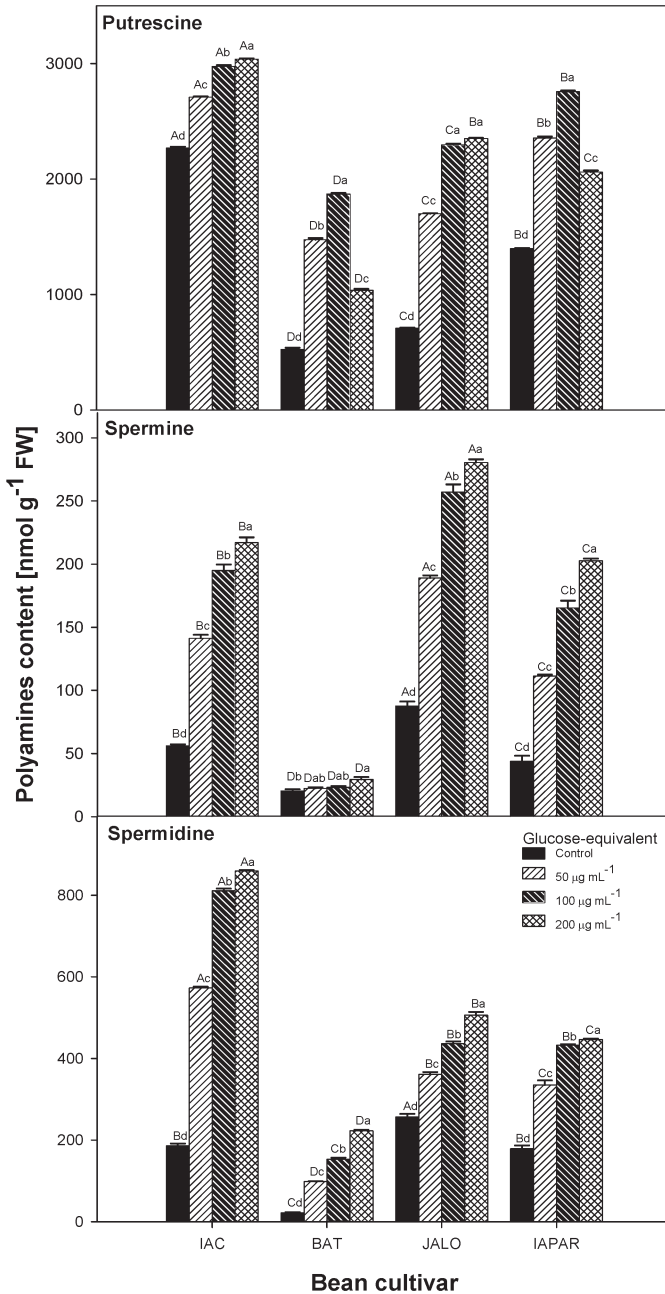 Putrescine
3000
2000
1000
0
Ad Ac Ab Aa
Dd Db Da Dc
Cd Cc Ca Ba
Bd Bb Ba Cc
Polyamines content [nmol g-1 FW]
Spermine
300
250
200
150
100
50
0
Bd Bc Bb Ba
Db Dab Dab Da
Ad Ac Ab Aa
Cd Cc Cb Ca
Spermidine
800
600
400
200
0
Bd Ac Ab Aa
Cd Dc Cb Da
Ad Bc Bb Ba
Bd Cc Bb Ca
Glucose-equivalent
Control
50 μg mL-1
100 μg mL-1
200 μg mL-1
IAC BAT JALO IAPAR
Bean cultivar